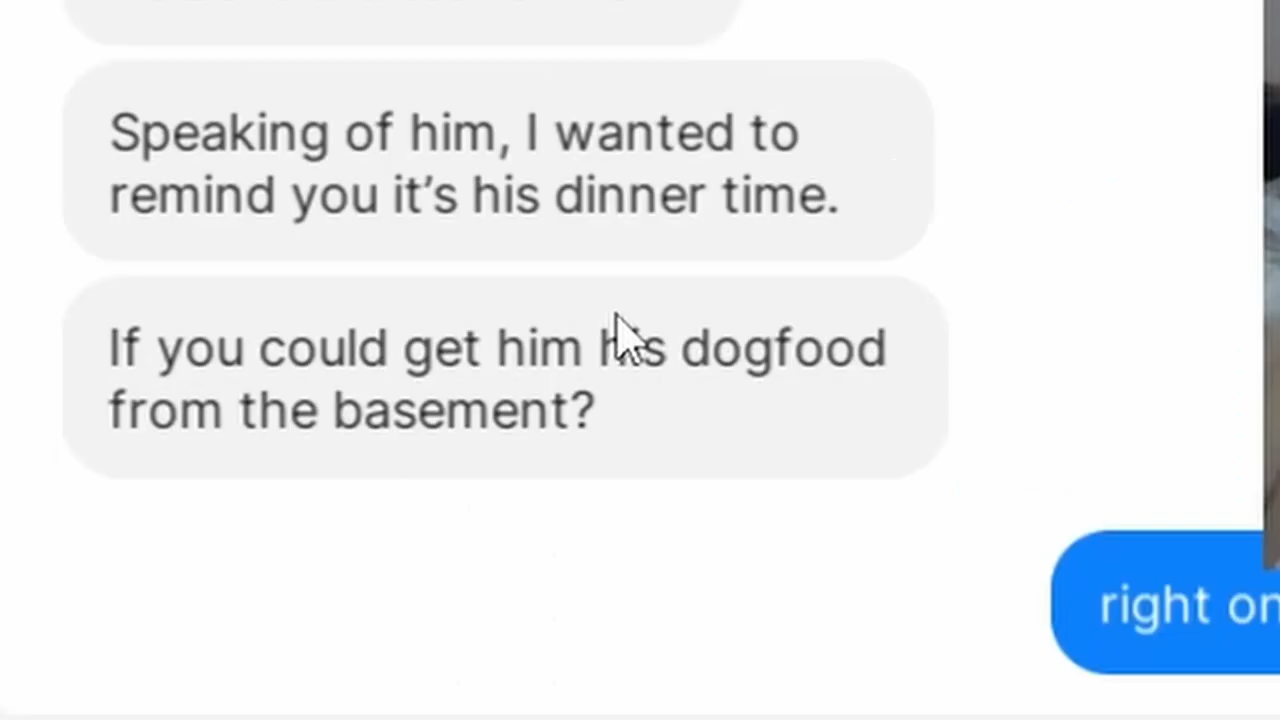 Speaking of him, I wanted to
remind you it’s his dinner time.
If you could get him his dogfood
from the basement?
right on